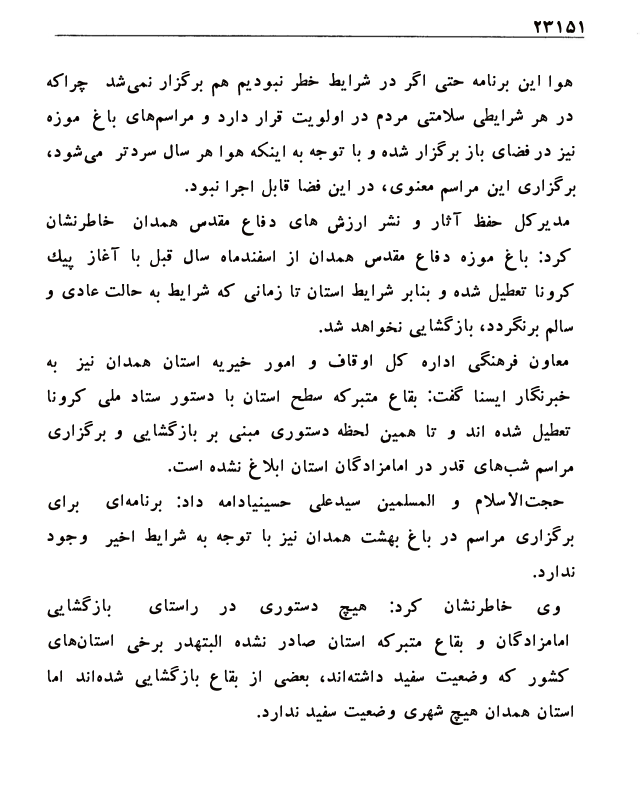 ۲۳۱۵۱
هوا این برنامه حتی اگر در شرایط خطر نبودیم هم برگزار نمی‌شد چراکه
در هر شرایطی سلامتی مردم در اولویت قرار دارد و مراسم‌های باغ موزه
نیز در فضای باز برگزار شده و با توجه به اینکه هوا هر سال سردتر می‌شود،
برگزاری این مراسم معنوی، در این فضا قابل اجرا نبود.
مدیرکل حفظ آثار و نشر ارزش های دفاع مقدس همدان خاطرنشان
کرد: باغ موزه دفاع مقدس همدان از اسفندماه سال قبل با آغاز پیك
کرونا تعطیل شده و بنابر شرایط استان تا زمانی که شرایط به حالت عادی و
سالم برنگردد، بازگشایی نخواهد شد.
معاون فرهنگی اداره کل اوقاف و امور خیریه استان همدان نیز به
خبرنگار ایسنا گفت: بقاع متبرکه سطح استان با دستور ستاد ملی کرونا
تعطیل شده اند و تا همین لحظه دستوری مبنی بر بازگشایی و برگزاری
مراسم شب‌های قدر در امامزادگان استان ابلاغ نشده است.
حجت‌الاسلام و المسلمین سیدعلی حسینیادامه داد: برنامه‌ای برای
برگزاری مراسم در باغ بهشت همدان نیز با توجه به شرایط اخیر وجود
ندارد.
وی خاطرنشان کرد: هیچ دستوری در راستای بازگشایی
امامزادگان و بقاع متبرکه استان صادر نشده البتهدر برخی استان‌های
کشور که وضعیت سفید داشته‌اند، بعضی از بقاع بازگشایی شده‌اند اما
استان همدان هیچ شهری وضعیت سفید ندارد.